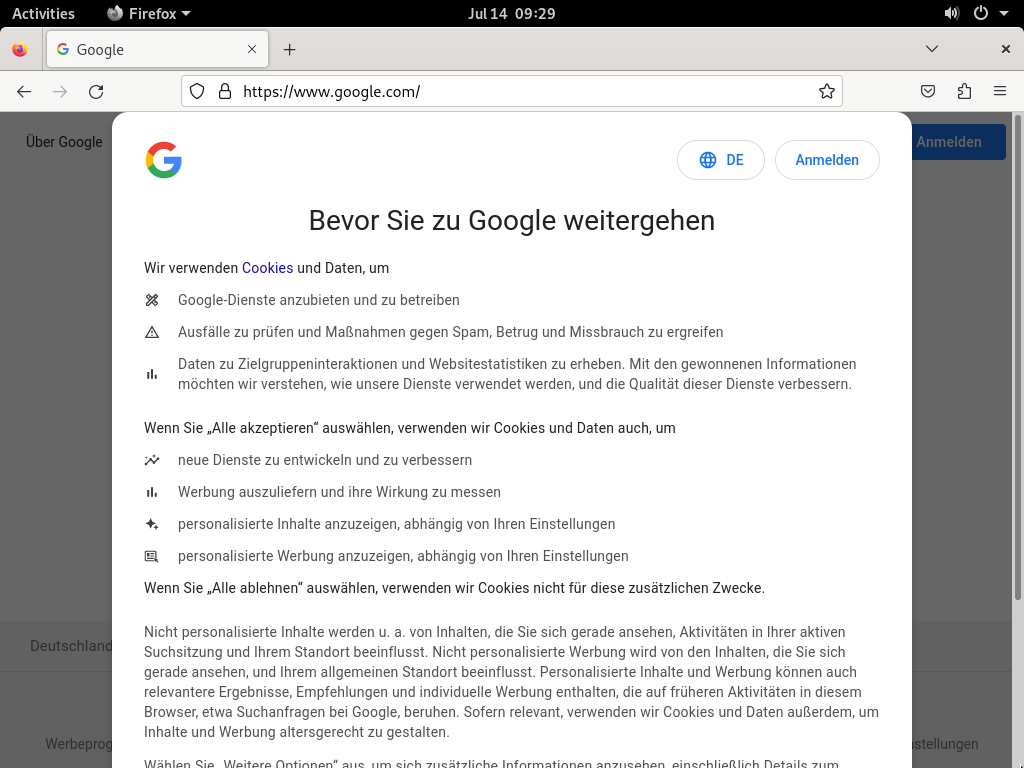 Activities Firefox Jul 14 09:29
Google
https://www.google.com/
Über Google
DE Anmelden
Anmelden
Bevor Sie zu Google weitergehen
Wir verwenden Cookies und Daten, um
Google-Dienste anzubieten und zu betreiben
Ausfälle zu prüfen und Maßnahmen gegen Spam, Betrug und Missbrauch zu ergreifen
Daten zu Zielgruppeninteraktionen und Websitestatistiken zu erheben. Mit den gewonnenen Informationen
möchten wir verstehen, wie unsere Dienste verwendet werden, und die Qualität dieser Dienste verbessern.
Wenn Sie „Alle akzeptieren“ auswählen, verwenden wir Cookies und Daten auch, um
neue Dienste zu entwickeln und zu verbessern
Werbung auszuliefern und ihre Wirkung zu messen
personalisierte Inhalte anzuzeigen, abhängig von Ihren Einstellungen
personalisierte Werbung anzuzeigen, abhängig von Ihren Einstellungen
Wenn Sie „Alle ablehnen“ auswählen, verwenden wir Cookies nicht für diese zusätzlichen Zwecke.
Nicht personalisierte Inhalte werden u. a. von Inhalten, die Sie sich gerade ansehen, Aktivitäten in Ihrer aktiven
Suchsitzung und Ihrem Standort beeinflusst. Nicht personalisierte Werbung wird von den Inhalten, die Sie sich
gerade ansehen, und Ihrem allgemeinen Standort beeinflusst. Personalisierte Inhalte und Werbung können auch
relevantere Ergebnisse, Empfehlungen und individuelle Werbung enthalten, die auf früheren Aktivitäten in diesem
Browser, etwa Suchanfragen bei Google, beruhen. Sofern relevant, verwenden wir Cookies und Daten außerdem, um
Inhalte und Werbung altersgerecht zu gestalten.
Wählen Sie „Weitere Optionen“ aus, um sich zusätzliche Informationen anzusehen, einschließlich Details zum
Deutschland
Werbeprog
stellungen